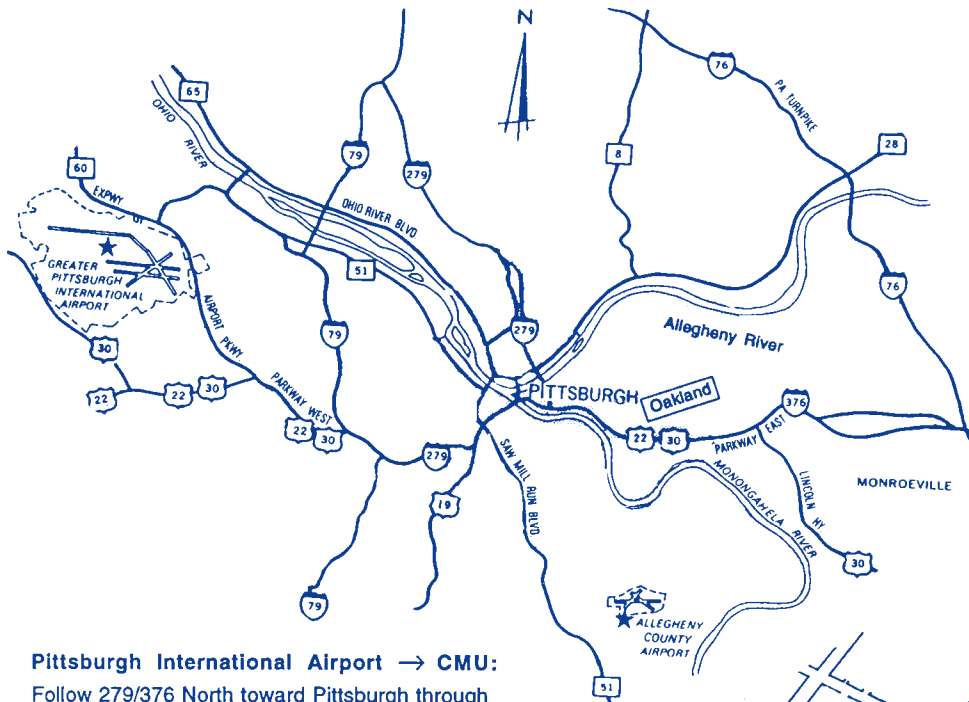 N
76
PA TURNPIKE
65
OHIO
RIVER
79
8
28
279
60
EXPWY
OHIO RIVER BLVD
51
GREATER
PITTSBURGH
INTERNATIONAL
AIRPORT
AIRPORT PKWY.
76
79
279
Allegheny River
30
22
22
30
PARKWAY WEST
22
30
PITTSBURGH
Oakland
376
22
30
PARKWAY EAST
279
SAW MILL RUN BLVD
19
MONONGAHELA RIVER
LINCOLN HY
MONROEVILLE
30
79
ALLEGHENY
COUNTY
AIRPORT
51
Pittsburgh International Airport → CMU:
Follow 279/376 North toward Pittsburgh through